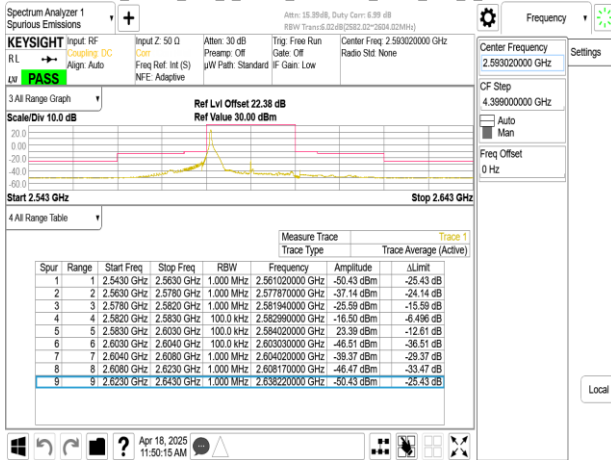 Spectrum Analyzer 1
Spurious Emissions
Atten: 15.39dB, Duty Corr: 6.99 dB
RBW Trans:6.02dB(2582.02~2604.02MHz)
Frequency
KEYSIGHT
Input: RF
Coupling: DC
Align: Auto
RL
LXI
PASS
Input Z: 50 Ω
Corr
Freq Ref: Int (S)
NFE: Adaptive
Atten: 30 dB
Preamp: Off
µW Path: Standard
Trig: Free Run
Gate: Off
IF Gain: Low
Center Freq: 2.593020000 GHz
Radio Std: None
Center Frequency
2.593020000 GHz
Settings
CF Step
4.399000000 GHz
Auto
Man
Freq Offset
0 Hz
3 All Range Graph
Scale/Div 10.0 dB
Ref Lvl Offset 22.38 dB
Ref Value 30.00 dBm
20.0
0.00
-20.0
-40.0
-60.0
Start 2.543 GHz
Stop 2.643 GHz
4 All Range Table
Measure Trace Trace 1
Trace Type Trace Average (Active)
Spur Range Start Freq Stop Freq RBW Frequency Amplitude ΔLimit
1 1 2.5430 GHz 2.5630 GHz 1.000 MHz 2.561020000 GHz -50.43 dBm -25.43 dB
2 2 2.5630 GHz 2.5780 GHz 1.000 MHz 2.577870000 GHz -37.14 dBm -24.14 dB
3 3 2.5780 GHz 2.5820 GHz 1.000 MHz 2.581940000 GHz -25.59 dBm -15.59 dB
4 4 2.5820 GHz 2.5830 GHz 100.0 kHz 2.582990000 GHz -16.50 dBm -6.496 dB
5 5 2.5830 GHz 2.6030 GHz 100.0 kHz 2.584020000 GHz 23.39 dBm -12.61 dB
6 6 2.6030 GHz 2.6040 GHz 100.0 kHz 2.603030000 GHz -46.51 dBm -36.51 dB
7 7 2.6040 GHz 2.6080 GHz 1.000 MHz 2.604020000 GHz -39.37 dBm -29.37 dB
8 8 2.6080 GHz 2.6230 GHz 1.000 MHz 2.608170000 GHz -46.47 dBm -33.47 dB
9 9 2.6230 GHz 2.6430 GHz 1.000 MHz 2.638220000 GHz -50.43 dBm -25.43 dB
Local
Apr 18, 2025
11:50:15 AM